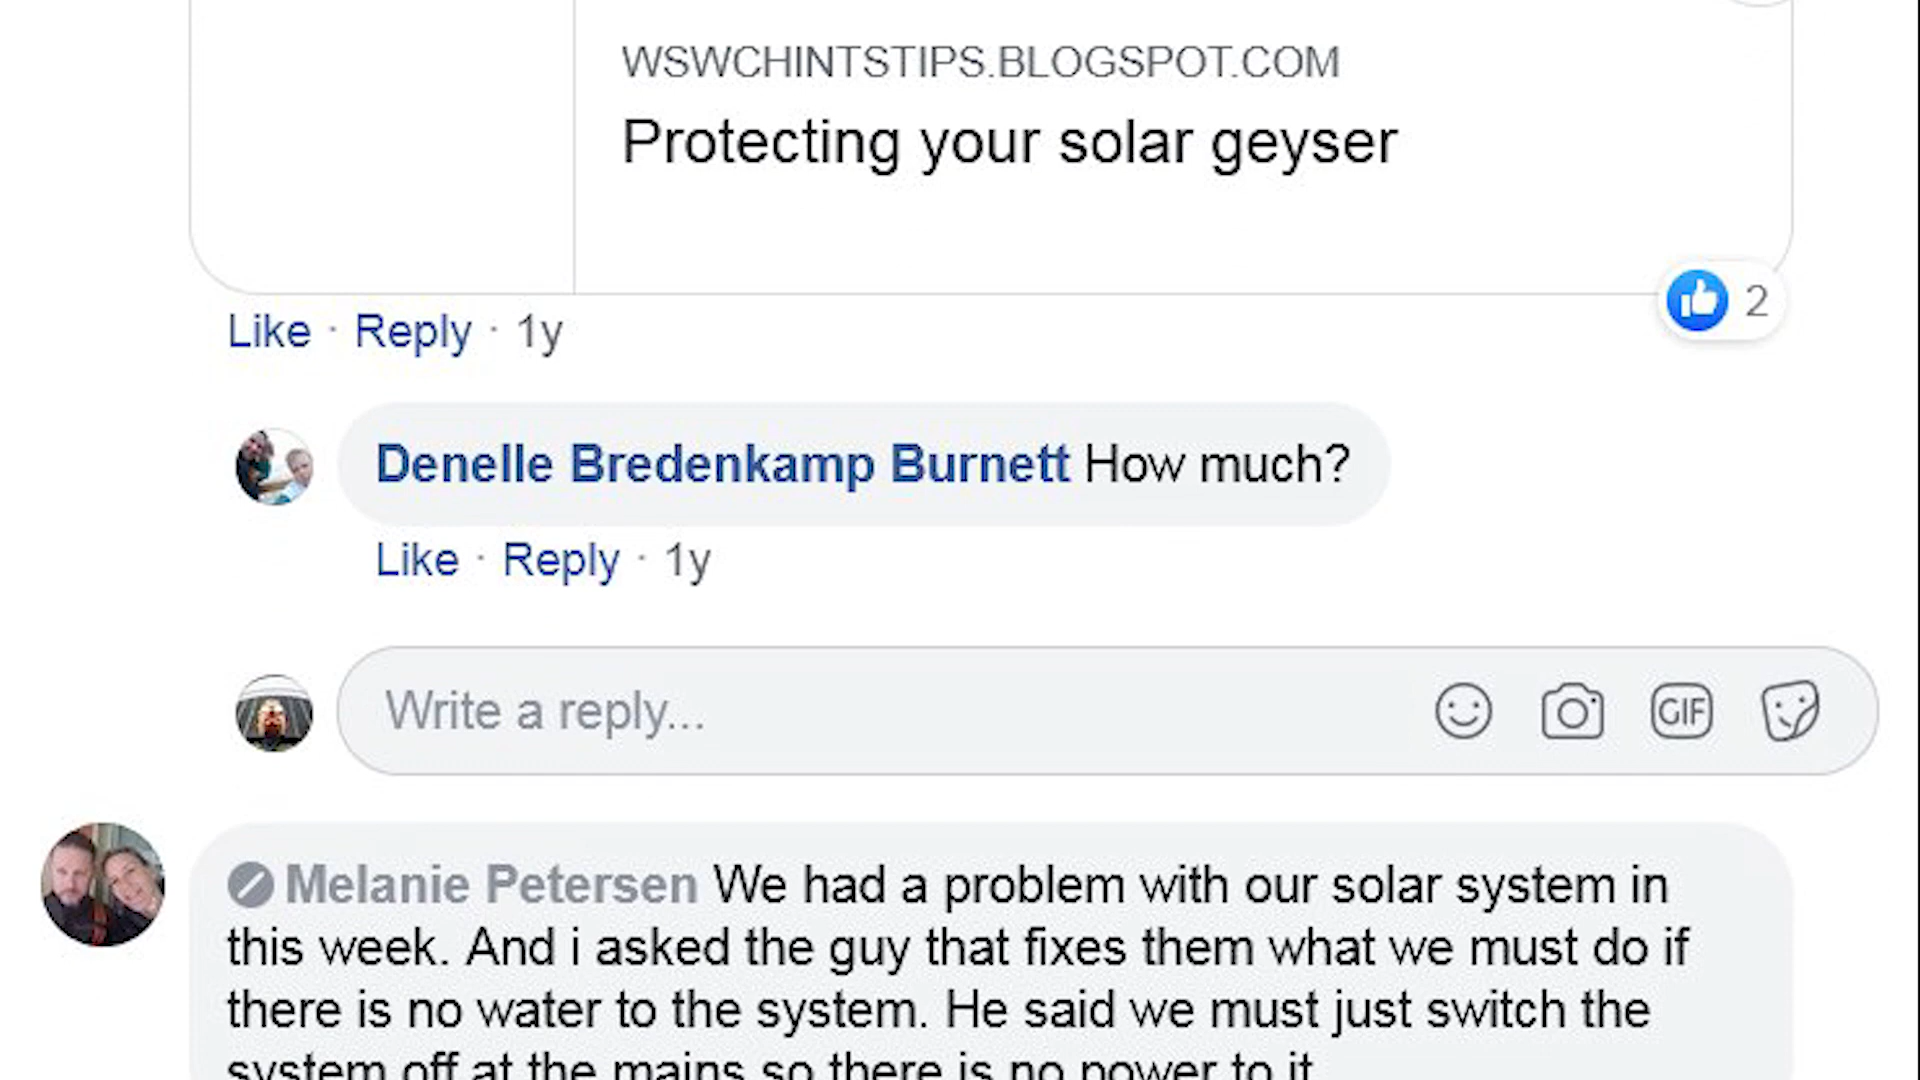 WSWCHINTSTIPS.BLOGSPOT.COM
Protecting your solar geyser
2
Like · Reply · 1y
Denelle Bredenkamp Burnett How much?
Like · Reply · 1y
Write a reply...
GIF
Melanie Petersen We had a problem with our solar system in
this week. And i asked the guy that fixes them what we must do if
there is no water to the system. He said we must just switch the
system off at the mains so there is no power to it